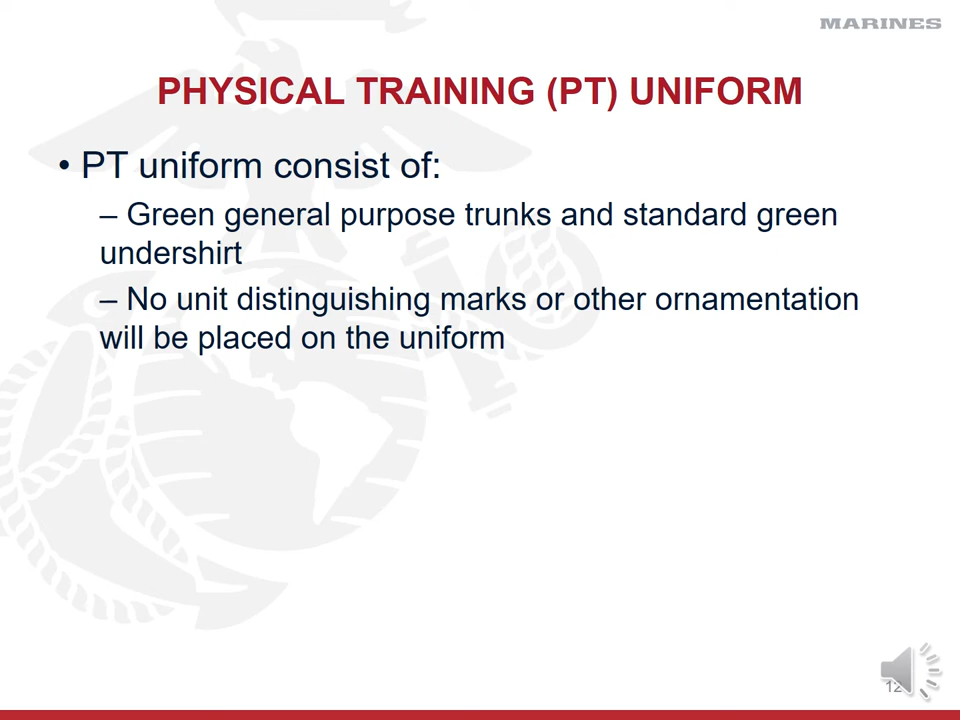 MARINES
PHYSICAL TRAINING (PT) UNIFORM
• PT uniform consist of:
– Green general purpose trunks and standard green
undershirt
– No unit distinguishing marks or other ornamentation
will be placed on the uniform
12